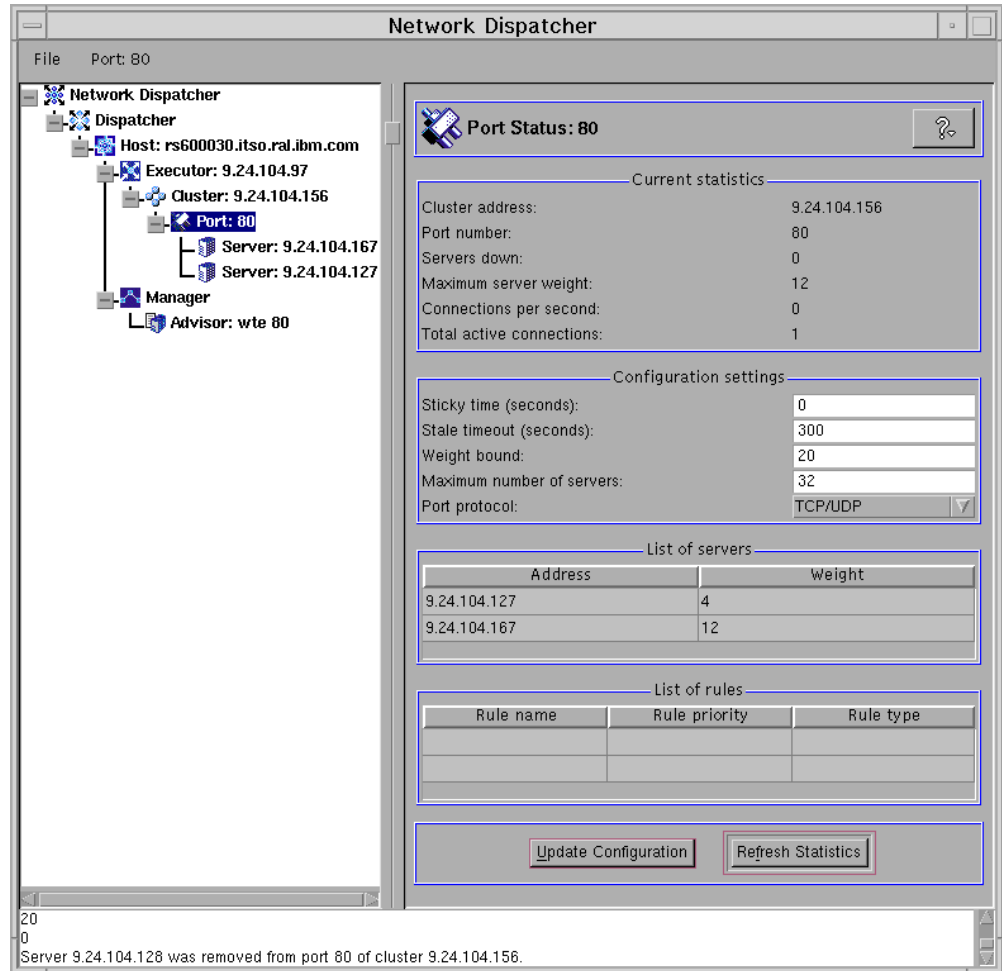 Network Dispatcher
File Port: 80
Network Dispatcher
Dispatcher
Host: rs600030.itso.ral.ibm.com
Executor: 9.24.104.97
Cluster: 9.24.104.156
Port: 80
Server: 9.24.104.167
Server: 9.24.104.127
Manager
Advisor: wte 80
Port Status: 80
?
Current statistics
Cluster address: 9.24.104.156
Port number: 80
Servers down: 0
Maximum server weight: 12
Connections per second: 0
Total active connections: 1
Configuration settings
Sticky time (seconds): 0
Stale timeout (seconds): 300
Weight bound: 20
Maximum number of servers: 32
Port protocol: TCP/UDP
List of servers
Address Weight
9.24.104.127 4
9.24.104.167 12
List of rules
Rule name Rule priority Rule type
Update Configuration Refresh Statistics
20
0
Server 9.24.104.128 was removed from port 80 of cluster 9.24.104.156.